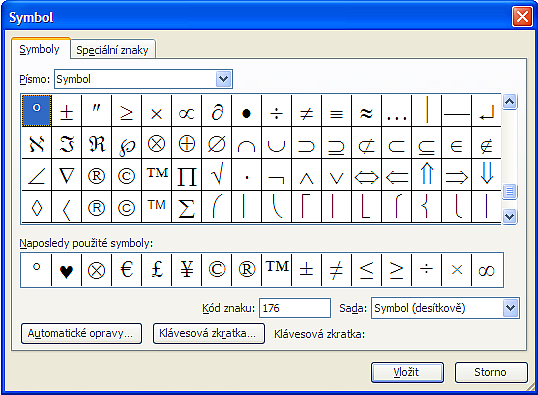 Symbol
Symboly Speciální znaky
Písmo: Symbol
° ± ″ ≥ × ∝ ∂ • ÷ ≠ ≡ ≈ … │ — ↵
ℵ ℑ ℜ ℘ ⊗ ⊕ ∅ ∩ ∪ ⊃ ⊇ ⊄ ⊂ ⊆ ∈ ∉
∠ ∇ ® © ™ ∏ √ ⋅ ¬ ∧ ∨ ⇔ ⇐ ⇑ ⇒ ⇓
◊ 〈 ® © ™ ∑ ⎛ ⎜ ⎝ ⎡ ⎢ ⎣ ⎧ ⎨ ⎩ ⎪
Naposledy použité symboly:
° ♥ ⊗ € £ ¥ © ® ™ ± ≠ ≤ ≥ ÷ × ∞
Kód znaku: 176 Sada: Symbol (desítkově)
Automatické opravy... Klávesová zkratka... Klávesová zkratka:
Vložit Storno